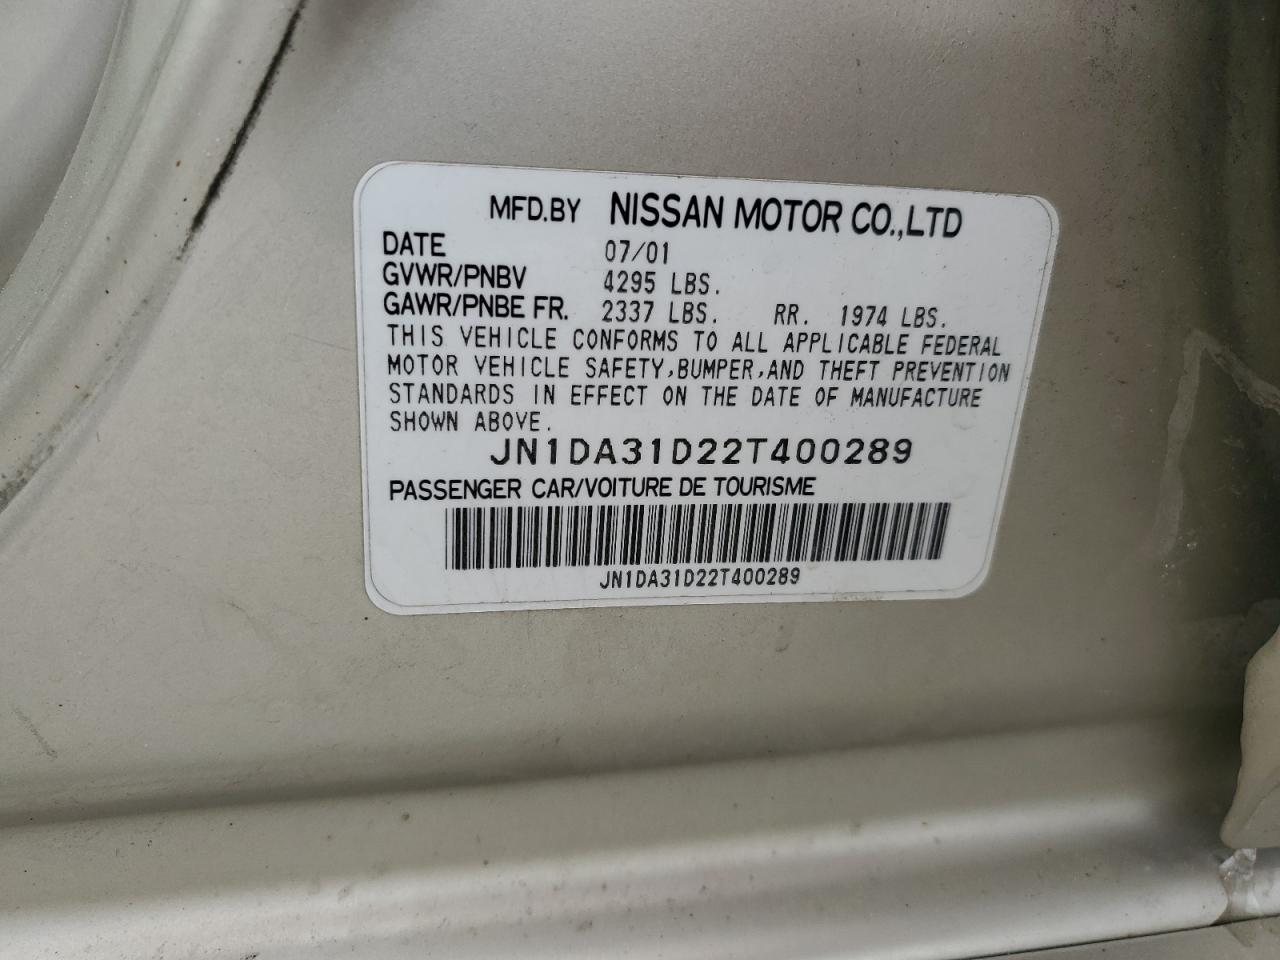 MFD.BY NISSAN MOTOR CO.,LTD
DATE 07/01
GVWR/PNBV 4295 LBS.
GAWR/PNBE FR. 2337 LBS. RR. 1974 LBS.
THIS VEHICLE CONFORMS TO ALL APPLICABLE FEDERAL
MOTOR VEHICLE SAFETY,BUMPER,AND THEFT PREVENTION
STANDARDS IN EFFECT ON THE DATE OF MANUFACTURE
SHOWN ABOVE.
JN1DA31D22T400289
PASSENGER CAR/VOITURE DE TOURISME
JN1DA31D22T400289